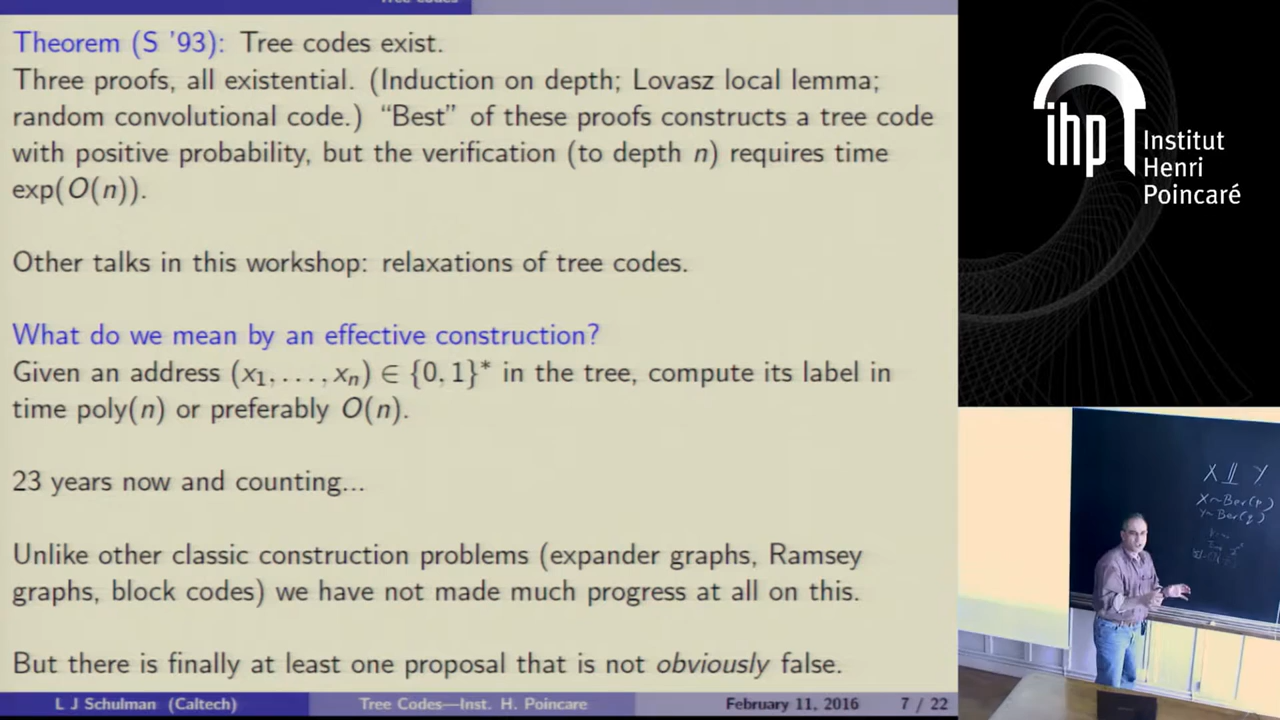 Tree Codes
Theorem (S '93): Tree codes exist.
Three proofs, all existential. (Induction on depth; Lovasz local lemma;
random convolutional code.) "Best" of these proofs constructs a tree code
with positive probability, but the verification (to depth n) requires time
exp(O(n)).
Other talks in this workshop: relaxations of tree codes.
What do we mean by an effective construction?
Given an address (x₁, . . . , xₙ) ∈ {0, 1}* in the tree, compute its label in
time poly(n) or preferably O(n).
23 years now and counting...
Unlike other classic construction problems (expander graphs, Ramsey
graphs, block codes) we have not made much progress at all on this.
But there is finally at least one proposal that is not obviously false.
L J Schulman (Caltech) Tree Codes—Inst. H. Poincare February 11, 2016 7 / 22
ihp Institut
Henri
Poincaré
X ⫫ Y
X~Ber(p)
Y~Ber(q)